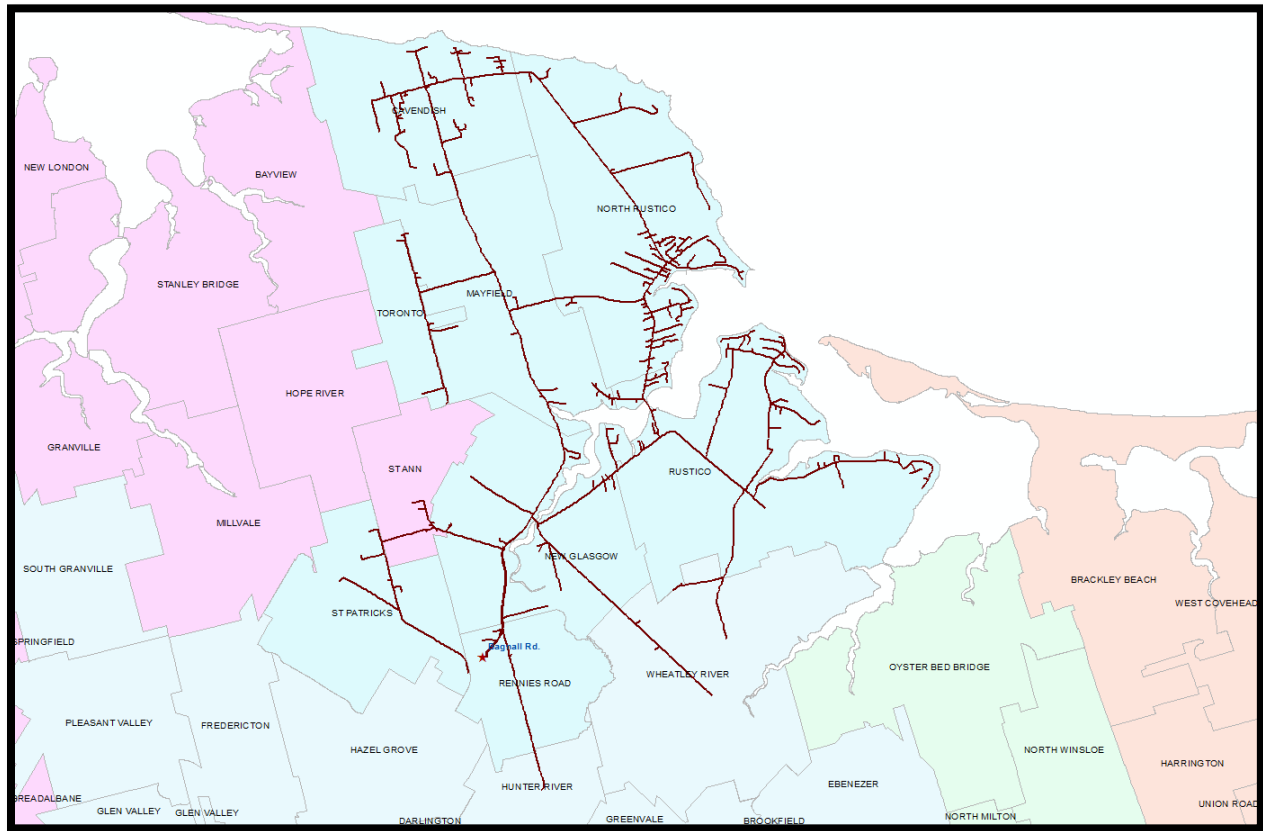 CAVENDISH
NEW LONDON
BAYVIEW
NORTH RUSTICO
STANLEY BRIDGE
MAYFIELD
TORONTO
HOPE RIVER
GRANVILLE
ST ANN
RUSTICO
MILLVALE
NEW GLASGOW
SOUTH GRANVILLE
BRACKLEY BEACH
WEST COVEHEAD
ST PATRICKS
SPRINGFIELD
Bagnall Rd.
OYSTER BED BRIDGE
WHEATLEY RIVER
RENNIES ROAD
PLEASANT VALLEY
FREDERICTON
HAZEL GROVE
NORTH WINSLOE
HARRINGTON
EBENEZER
HUNTER RIVER
BREADALBANE
UNION ROAD
GLEN VALLEY
GLEN VALLEY
NORTH MILTON
GREENVALE
DARLINGTON
BROOKFIELD